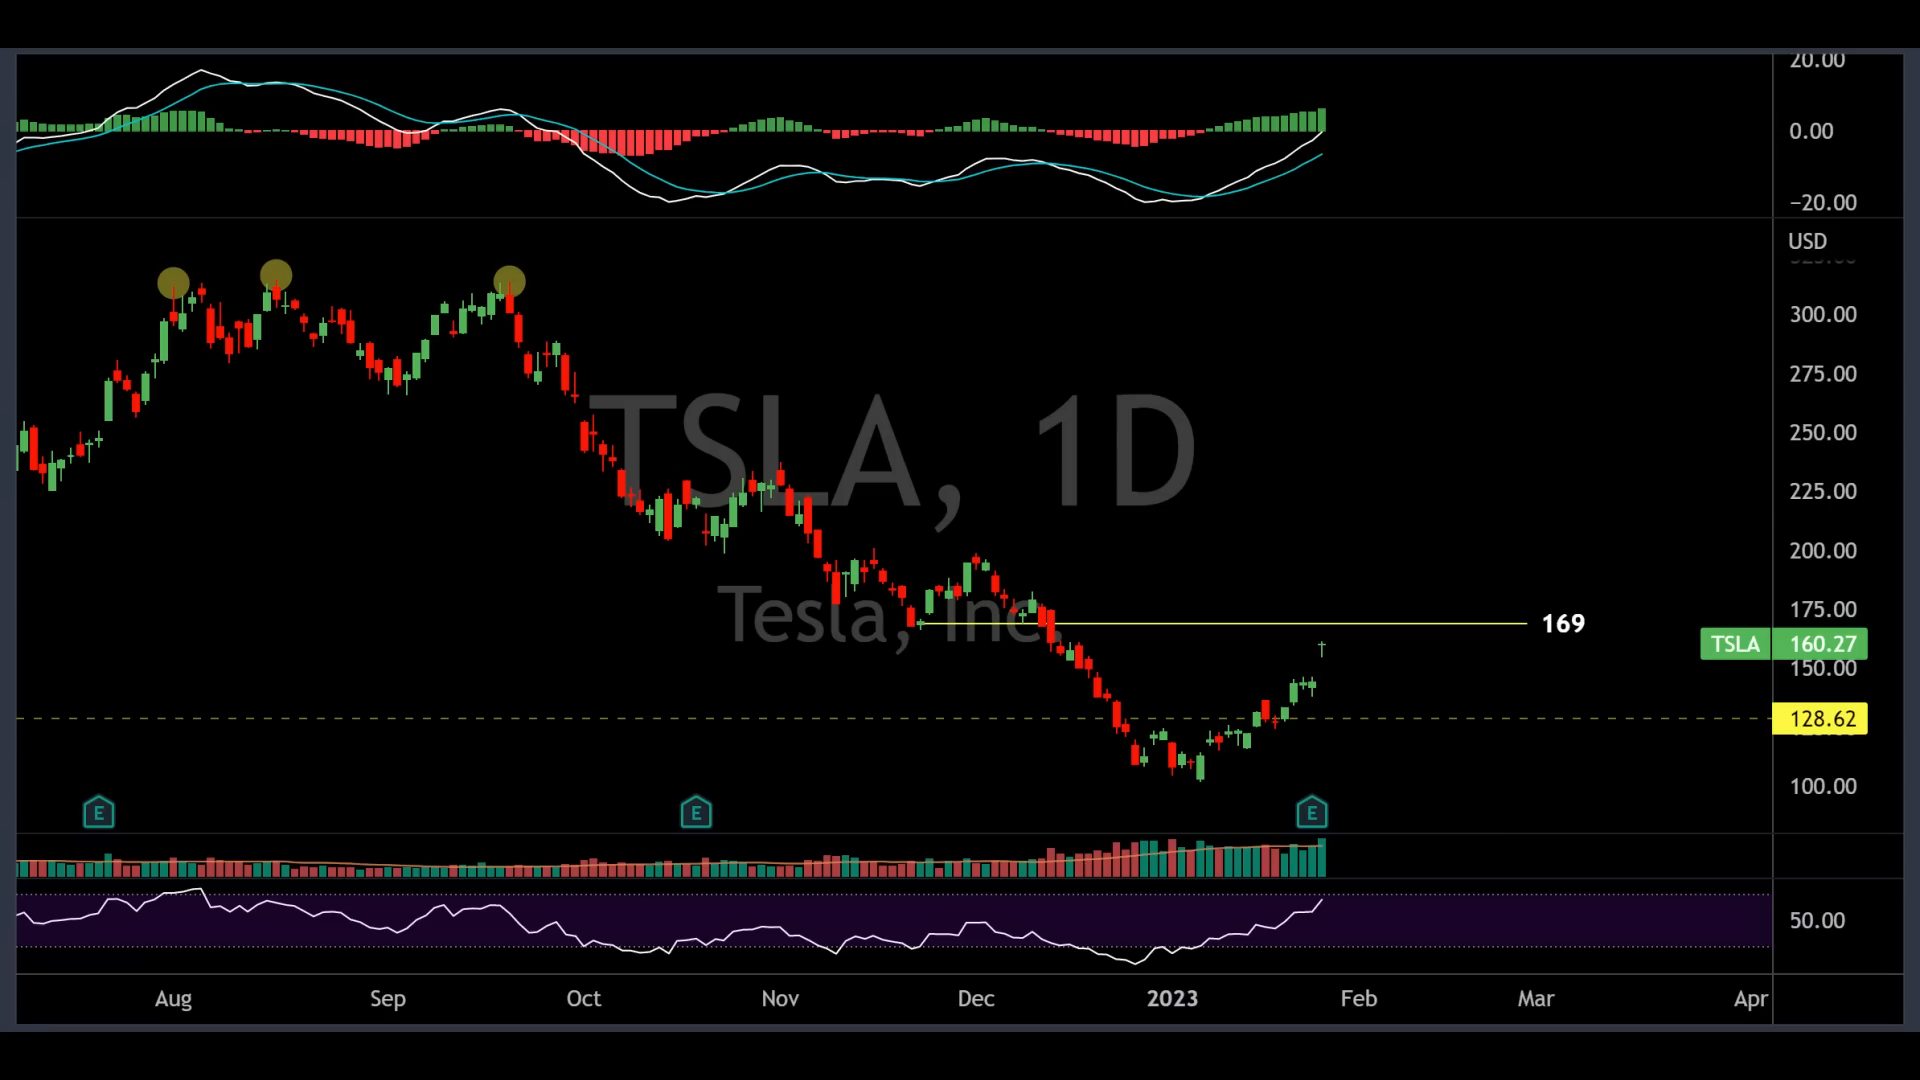 20.00
0.00
−20.00
USD
300.00
275.00
250.00
TSLA, 1D
225.00
200.00
Tesla, Inc.
175.00
169
TSLA 160.27
150.00
128.62
100.00
E E E
50.00
Aug Sep Oct Nov Dec 2023 Feb Mar Apr